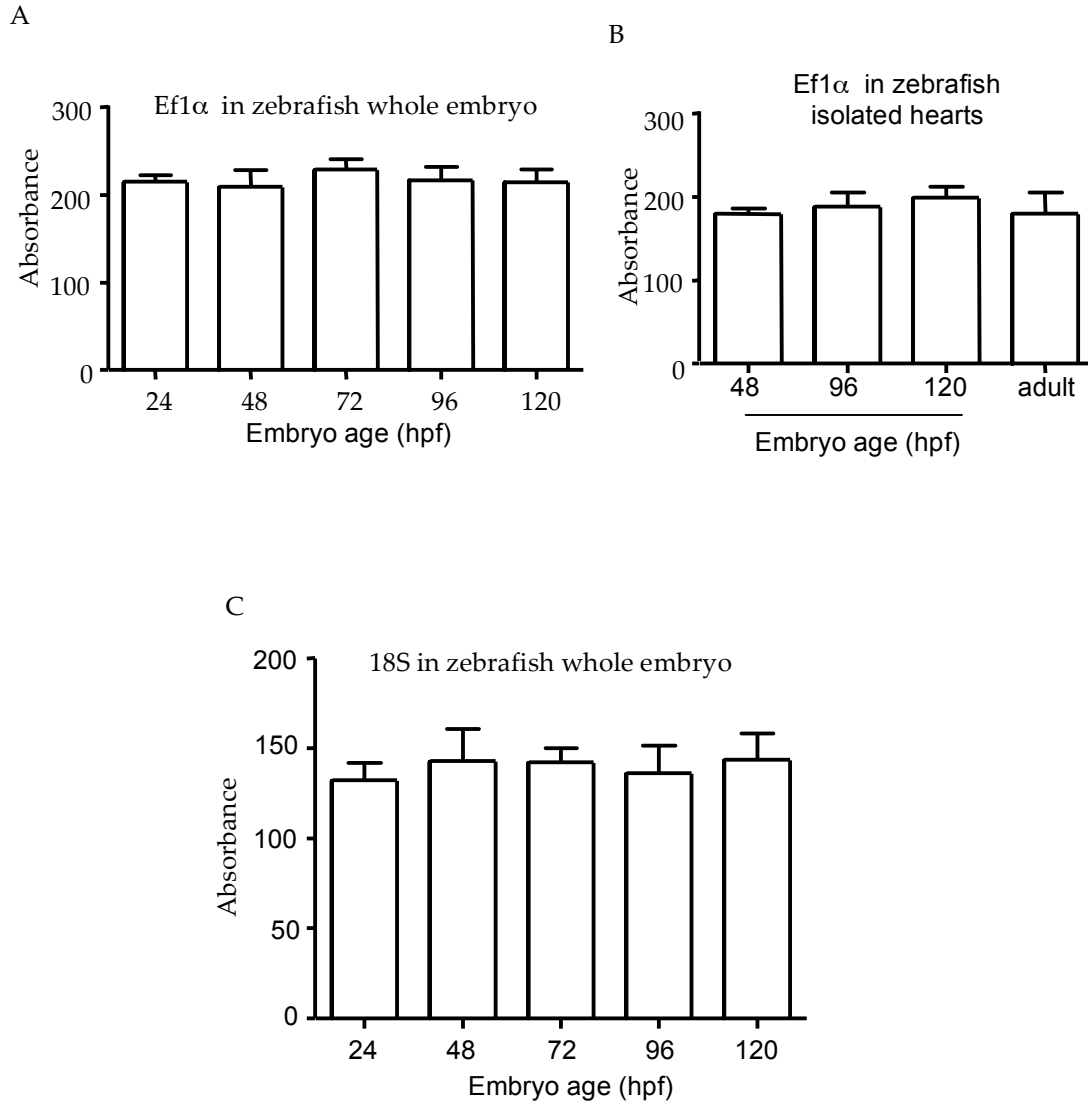 A
Ef1α in zebrafish whole embryo
300
200
100
0
Absorbance
24 48 72 96 120
Embryo age (hpf)
B
Ef1α in zebrafish
isolated hearts
300
200
100
0
Absorbance
48 96 120 adult
Embryo age (hpf)
C
18S in zebrafish whole embryo
200
150
100
50
0
Absorbance
24 48 72 96 120
Embryo age (hpf)